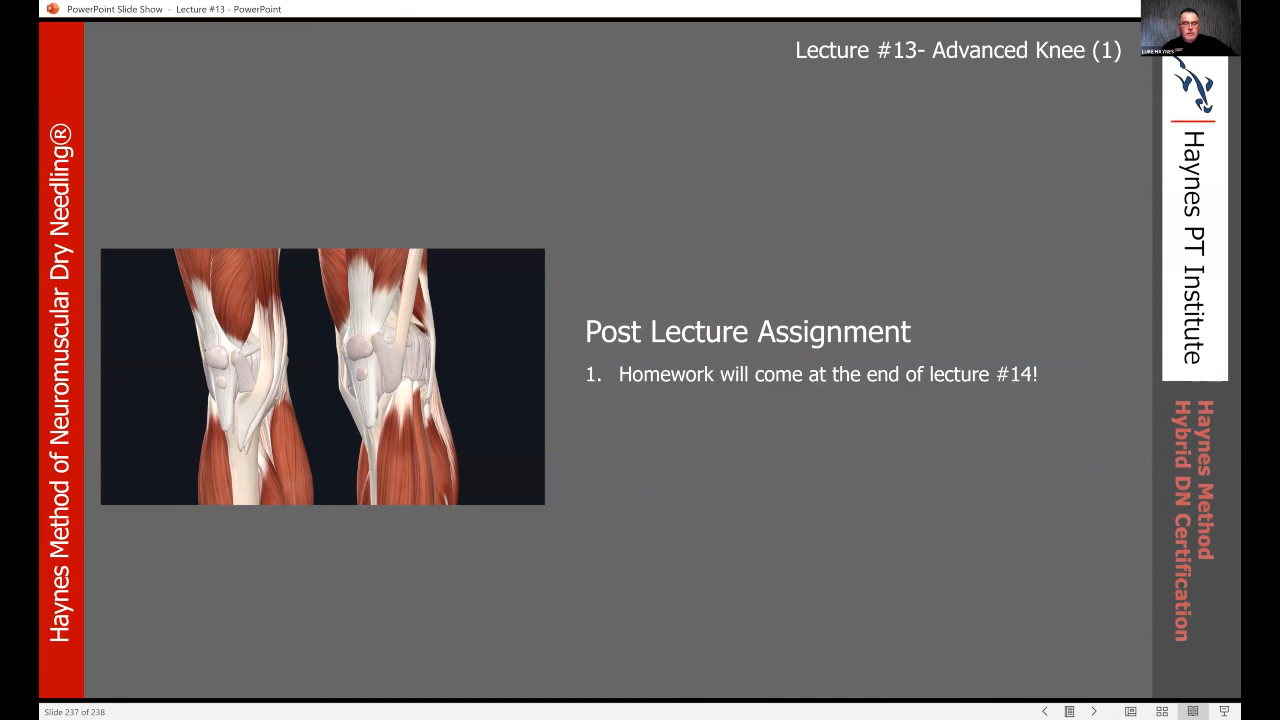 PowerPoint Slide Show - Lecture #13 - PowerPoint
LUKE HAYNES
Lecture #13- Advanced Knee (1)
Haynes Method of Neuromuscular Dry Needling®
Post Lecture Assignment
1. Homework will come at the end of lecture #14!
Haynes PT Institute
Haynes Method
Hybrid DN Certification
Slide 237 of 238